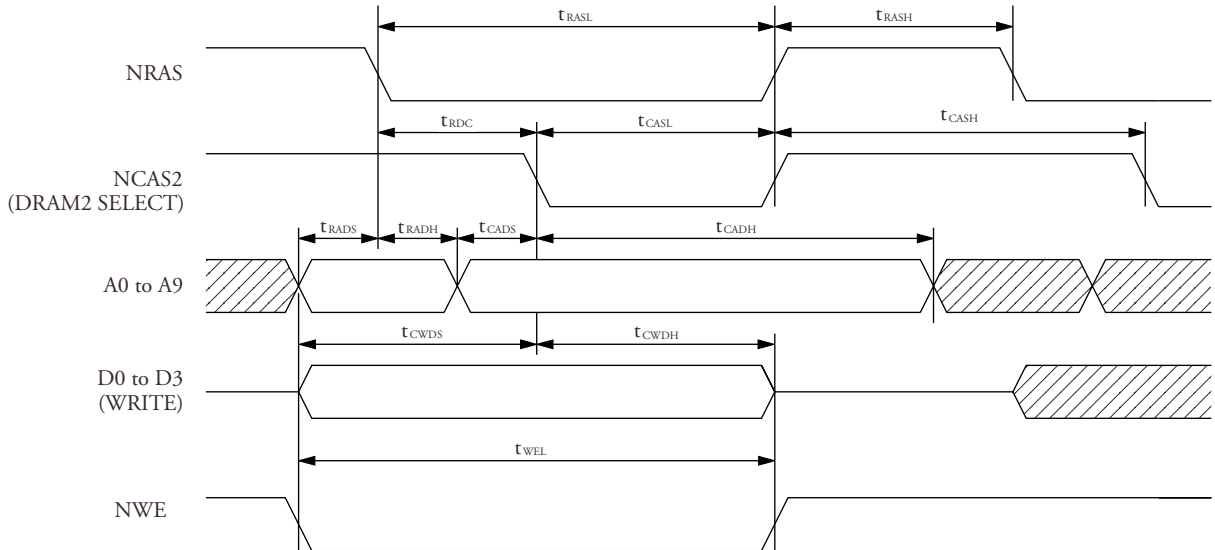 tRASL tRASH
NRAS
tRDC tCASL tCASH
NCAS2
(DRAM2 SELECT)
tRADS tRADH tCADS tCADH
A0 to A9
tCWDS tCWDH
D0 to D3
(WRITE)
tWEL
NWE